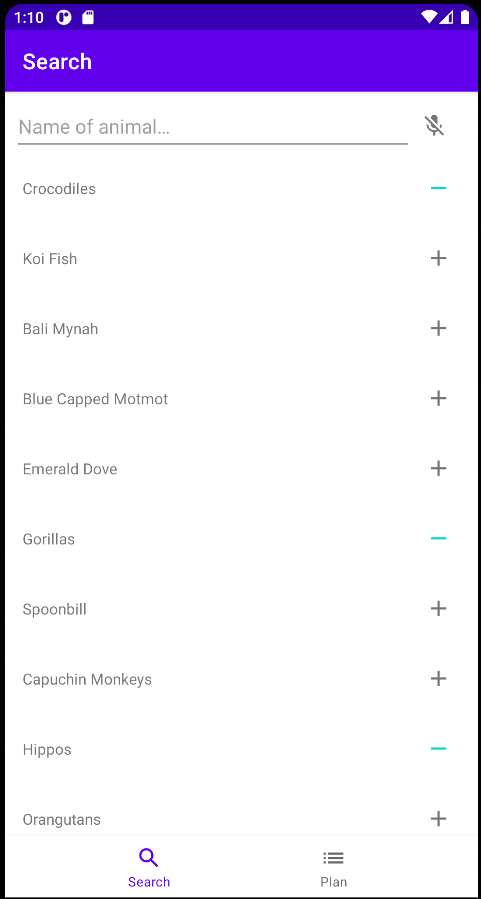 1:10
Search
Name of animal...
Crocodiles
Koi Fish
Bali Mynah
Blue Capped Motmot
Emerald Dove
Gorillas
Spoonbill
Capuchin Monkeys
Hippos
Orangutans
Search
Plan